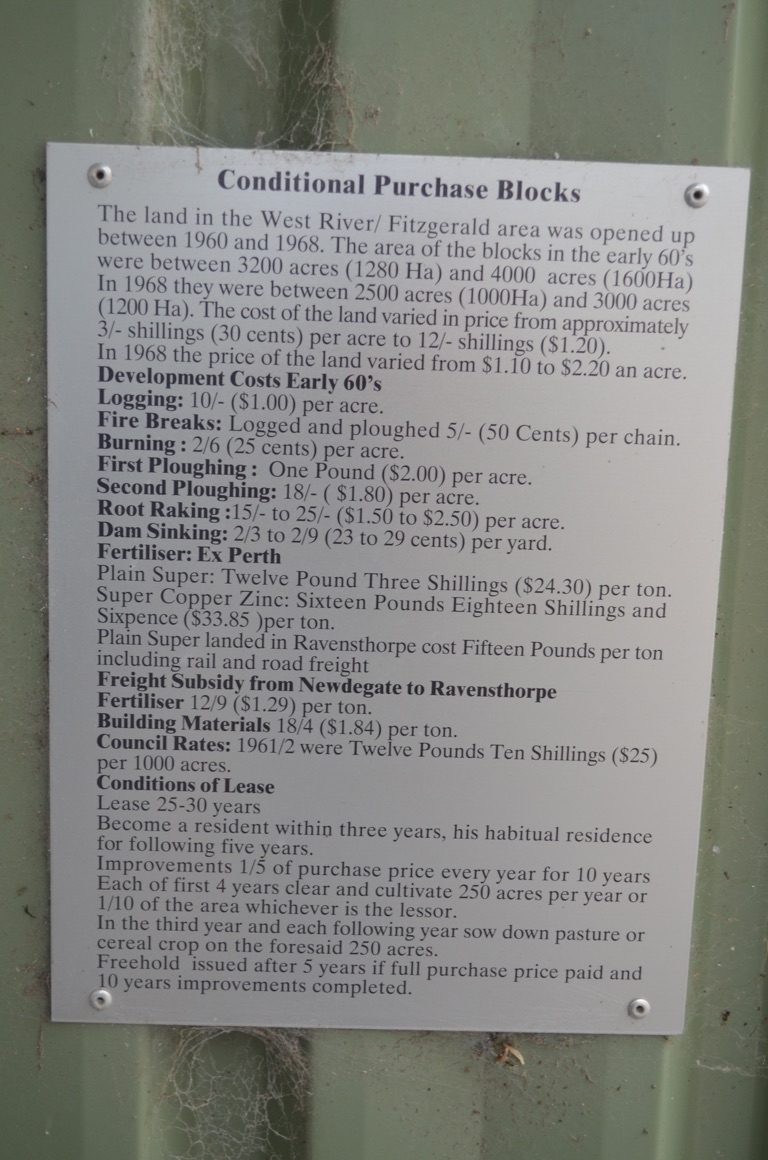 Conditional Purchase Blocks
The land in the West River/ Fitzgerald area was opened up
between 1960 and 1968. The area of the blocks in the early 60's
were between 3200 acres (1280 Ha) and 4000 acres (1600Ha)
In 1968 they were between 2500 acres (1000Ha) and 3000 acres
(1200 Ha). The cost of the land varied in price from approximately
3/- shillings (30 cents) per acre to 12/- shillings ($1.20).
In 1968 the price of the land varied from $1.10 to $2.20 an acre.
Development Costs Early 60's
Logging: 10/- ($1.00) per acre.
Fire Breaks: Logged and ploughed 5/- (50 Cents) per chain.
Burning : 2/6 (25 cents) per acre.
First Ploughing : One Pound ($2.00) per acre.
Second Ploughing: 18/- ( $1.80) per acre.
Root Raking :15/- to 25/- ($1.50 to $2.50) per acre.
Dam Sinking: 2/3 to 2/9 (23 to 29 cents) per yard.
Fertiliser: Ex Perth
Plain Super: Twelve Pound Three Shillings ($24.30) per ton.
Super Copper Zinc: Sixteen Pounds Eighteen Shillings and
Sixpence ($33.85 )per ton.
Plain Super landed in Ravensthorpe cost Fifteen Pounds per ton
including rail and road freight
Freight Subsidy from Newdegate to Ravensthorpe
Fertiliser 12/9 ($1.29) per ton.
Building Materials 18/4 ($1.84) per ton.
Council Rates: 1961/2 were Twelve Pounds Ten Shillings ($25)
per 1000 acres.
Conditions of Lease
Lease 25-30 years
Become a resident within three years, his habitual residence
for following five years.
Improvements 1/5 of purchase price every year for 10 years
Each of first 4 years clear and cultivate 250 acres per year or
1/10 of the area whichever is the lessor.
In the third year and each following year sow down pasture or
cereal crop on the foresaid 250 acres.
Freehold issued after 5 years if full purchase price paid and
10 years improvements completed.